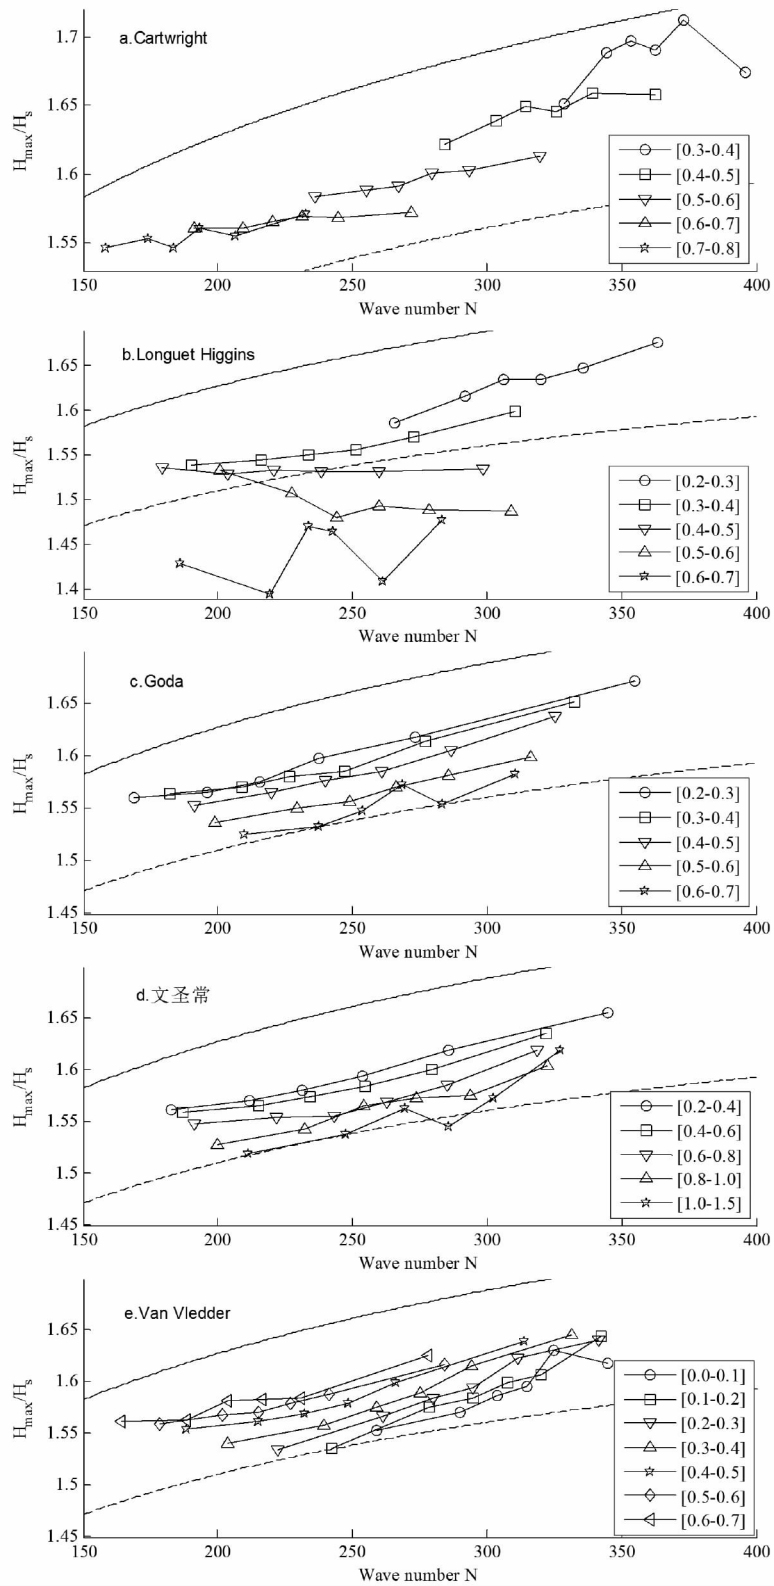 a.Cartwright
1.7
1.65
1.6
1.55
H_max/H_s
[0.3-0.4]
[0.4-0.5]
[0.5-0.6]
[0.6-0.7]
[0.7-0.8]
150 200 250 300 350 400
Wave number N
b.Longuet Higgins
1.65
1.6
1.55
1.5
1.45
1.4
H_max/H_s
[0.2-0.3]
[0.3-0.4]
[0.4-0.5]
[0.5-0.6]
[0.6-0.7]
150 200 250 300 350 400
Wave number N
c.Goda
1.65
1.6
1.55
1.5
1.45
H_max/H_s
[0.2-0.3]
[0.3-0.4]
[0.4-0.5]
[0.5-0.6]
[0.6-0.7]
150 200 250 300 350 400
Wave number N
d.文圣常
1.65
1.6
1.55
1.5
1.45
H_max/H_s
[0.2-0.4]
[0.4-0.6]
[0.6-0.8]
[0.8-1.0]
[1.0-1.5]
150 200 250 300 350 400
Wave number N
e.Van Vledder
1.65
1.6
1.55
1.5
1.45
H_max/H_s
[0.0-0.1]
[0.1-0.2]
[0.2-0.3]
[0.3-0.4]
[0.4-0.5]
[0.5-0.6]
[0.6-0.7]
150 200 250 300 350 400
Wave number N